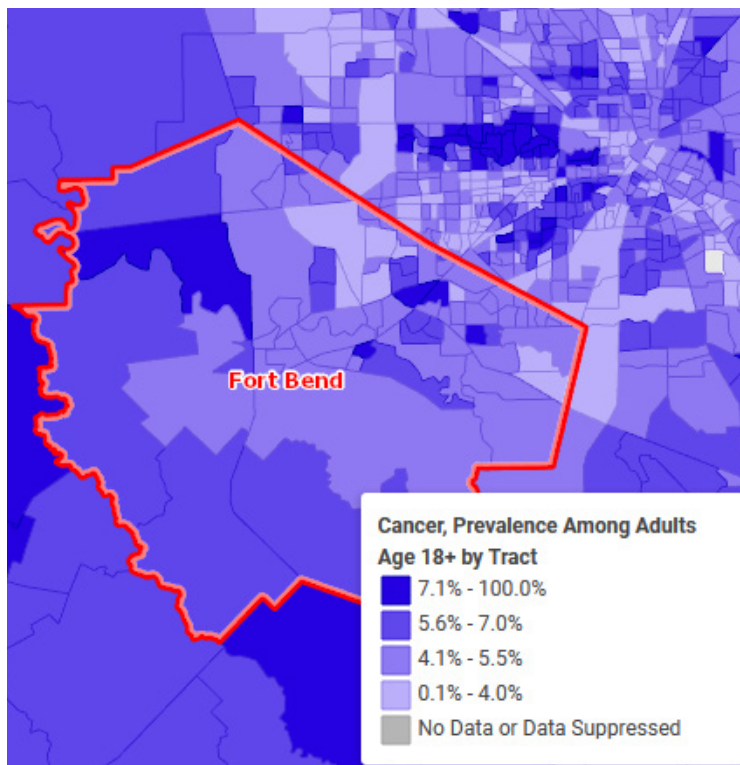 Fort Bend
Cancer, Prevalence Among Adults
Age 18+ by Tract
7.1% - 100.0%
5.6% - 7.0%
4.1% - 5.5%
0.1% - 4.0%
No Data or Data Suppressed